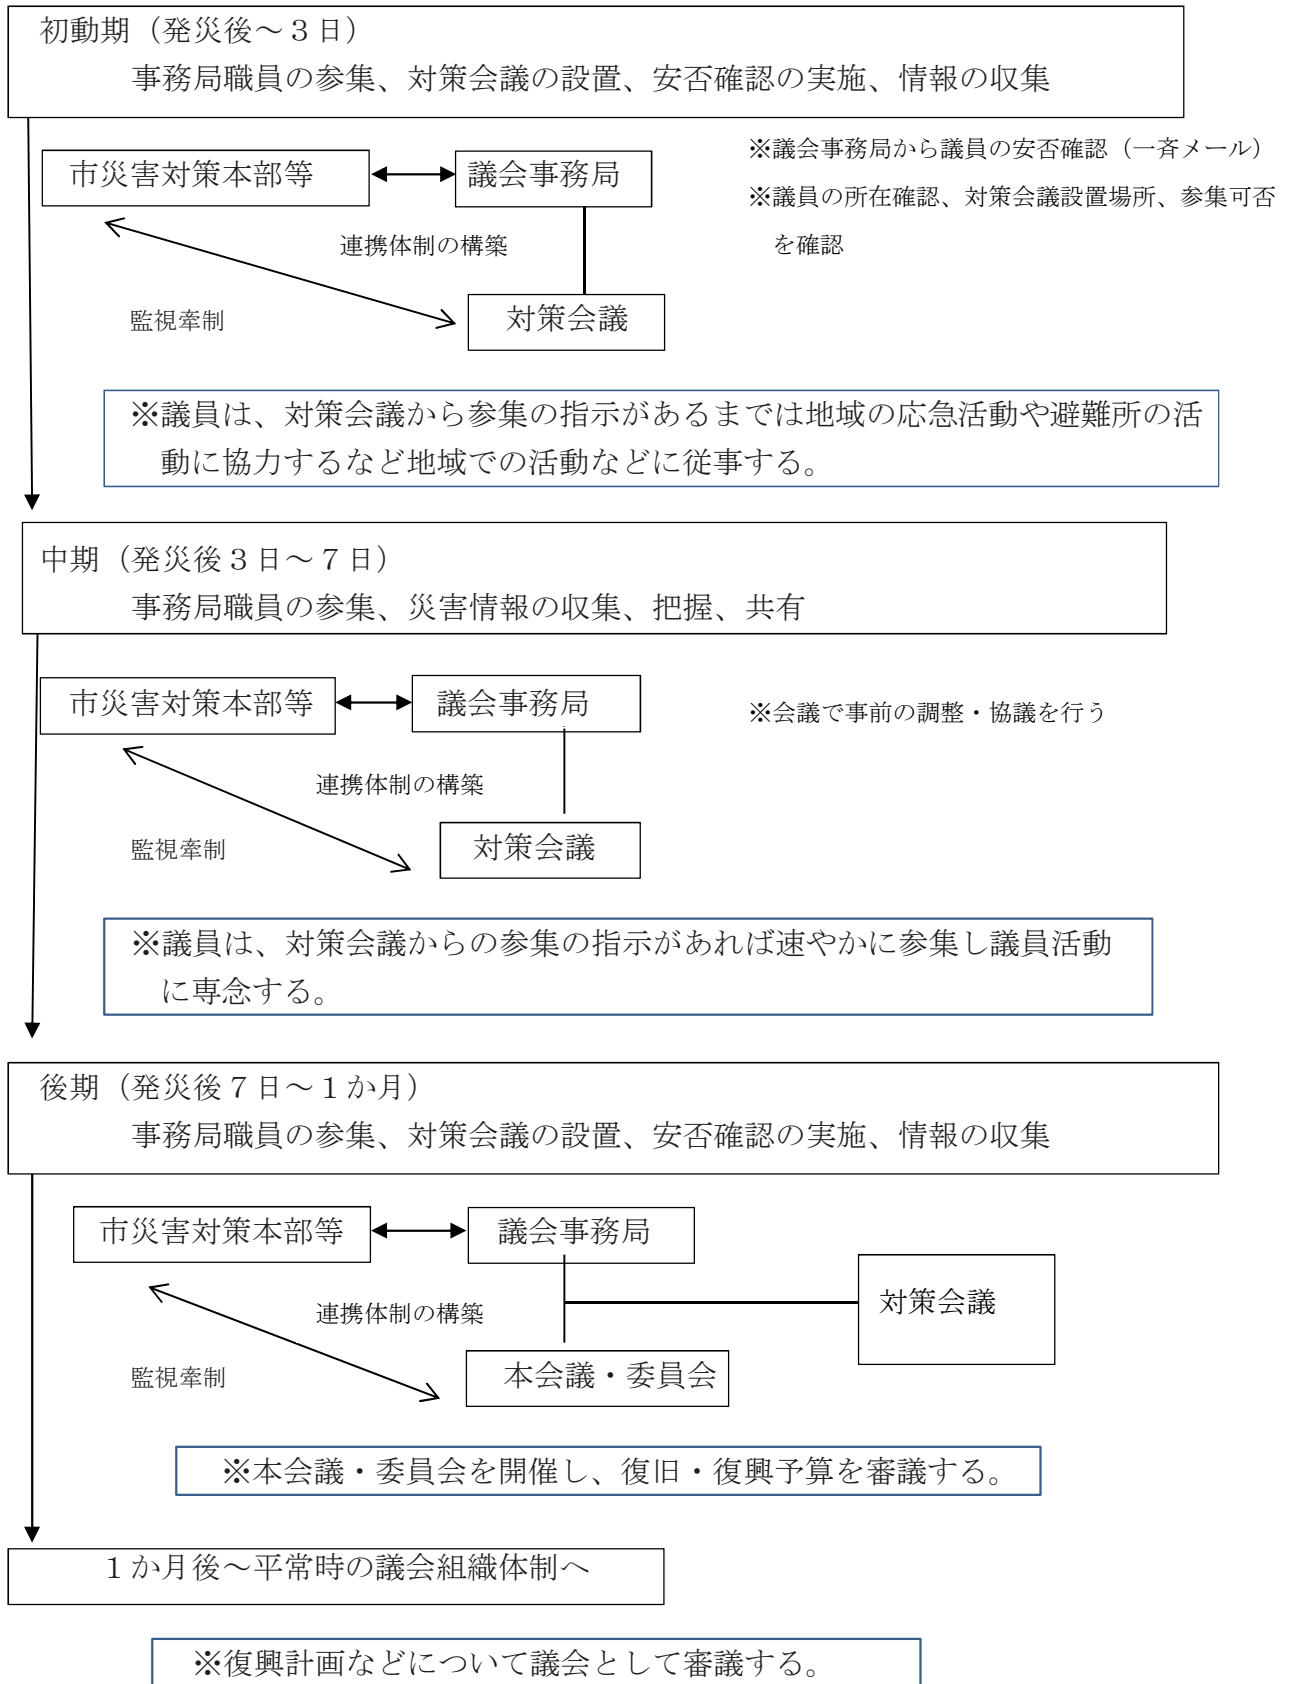 初動期（発災後～３日）
事務局職員の参集、対策会議の設置、安否確認の実施、情報の収集
※議会事務局から議員の安否確認（一斉メール）
市災害対策本部等
議会事務局
※議員の所在確認、対策会議設置場所、参集可否
を確認
連携体制の構築
監視牽制
対策会議
※議員は、対策会議から参集の指示があるまでは地域の応急活動や避難所の活
動に協力するなど地域での活動などに従事する。
中期（発災後３日～７日）
事務局職員の参集、災害情報の収集、把握、共有
市災害対策本部等
議会事務局
※会議で事前の調整・協議を行う
連携体制の構築
監視牽制
対策会議
※議員は、対策会議からの参集の指示があれば速やかに参集し議員活動
に専念する。
後期（発災後７日～１か月）
事務局職員の参集、対策会議の設置、安否確認の実施、情報の収集
市災害対策本部等
議会事務局
対策会議
連携体制の構築
監視牽制
本会議・委員会
※本会議・委員会を開催し、復旧・復興予算を審議する。
１か月後～平常時の議会組織体制へ
※復興計画などについて議会として審議する。